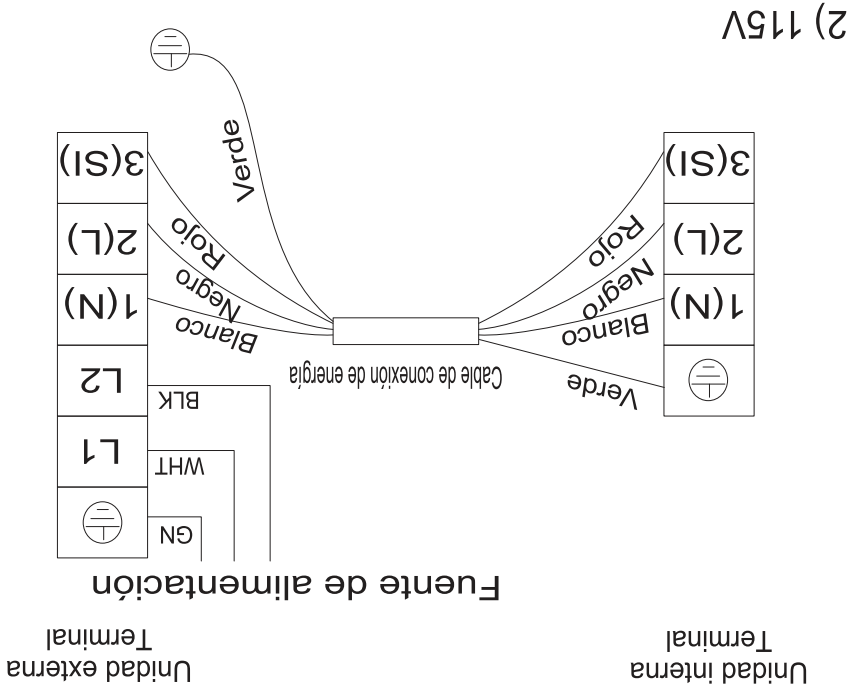 Unidad interna
Terminal
Unidad externa
Terminal
Fuente de alimentación
GN
WHT
BLK
L1
L2
Verde
Cable de conexión de energía
1(N)
Blanco
Blanco
1(N)
2(L)
Negro
Negro
2(L)
3(SI)
Rojo
Rojo
3(SI)
Verde
2) 115V